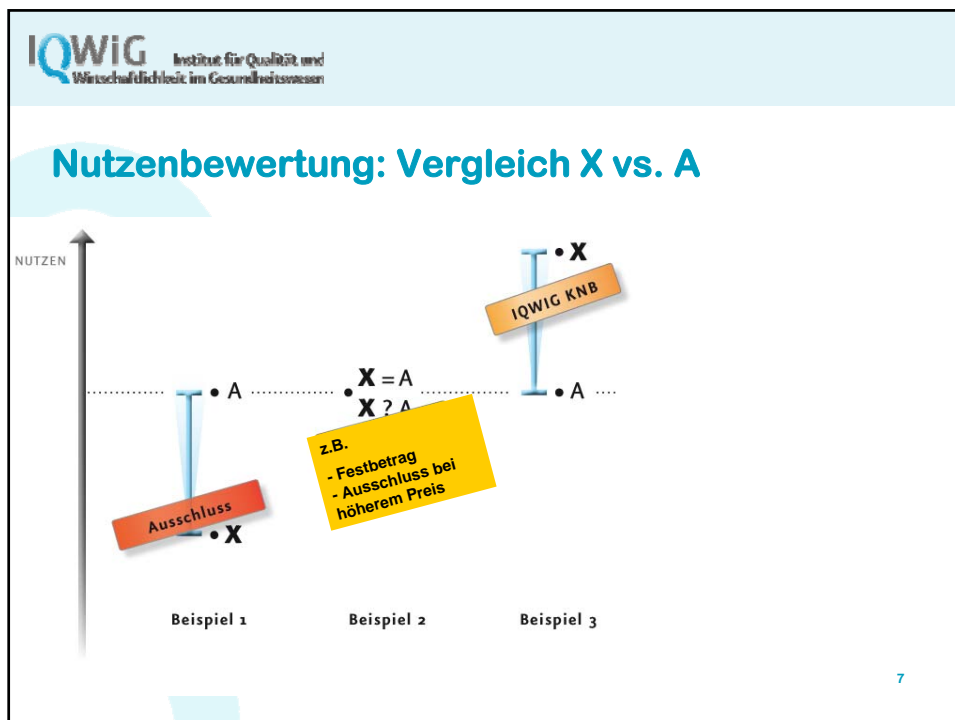 IQWiG Institut für Qualität und
Wirtschaftlichkeit im Gesundheitswesen
Nutzenbewertung: Vergleich X vs. A
NUTZEN
• X
IQWIG KNB
• A
• X = A
X ? A
• A
z.B.
- Festbetrag
- Ausschluss bei
höherem Preis
Ausschluss
• X
Beispiel 1
Beispiel 2
Beispiel 3
7